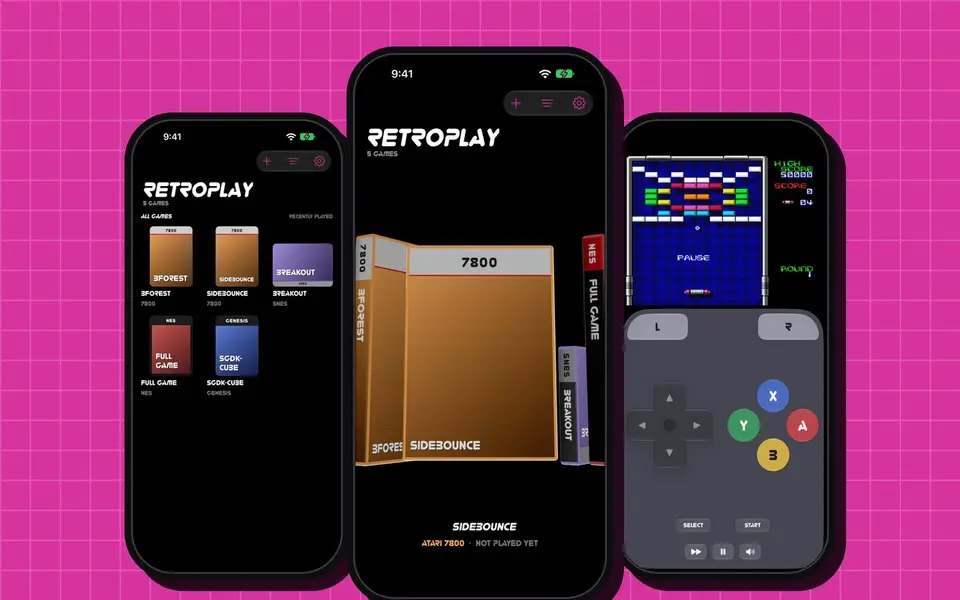 9:41
RETROPLAY
5 GAMES
ALL GAMES
RECENTLY PLAYED
7800
BFOREST
BFOREST
7800
7800
SIDEBOUNCE
SIDEBOUNCE
7800
BREAKOUT
SNES
BREAKOUT
SNES
NES
FULL
GAME
FULL GAME
NES
GENESIS
SGDK-
CUBE
SGDK-CUBE
GENESIS
9:41
RETROPLAY
5 GAMES
7800
BFOREST
BFORES
7800
SIDEBOUNCE
NES
FULL GAME
SNES
BREAKOUT
SIDEBOUNCE
ATARI 7800 · NOT PLAYED YET
HIGH
SCORE
50000
SCORE
0
04
PAUSE
ROUND
1
L
R
X
Y
A
B
SELECT
START